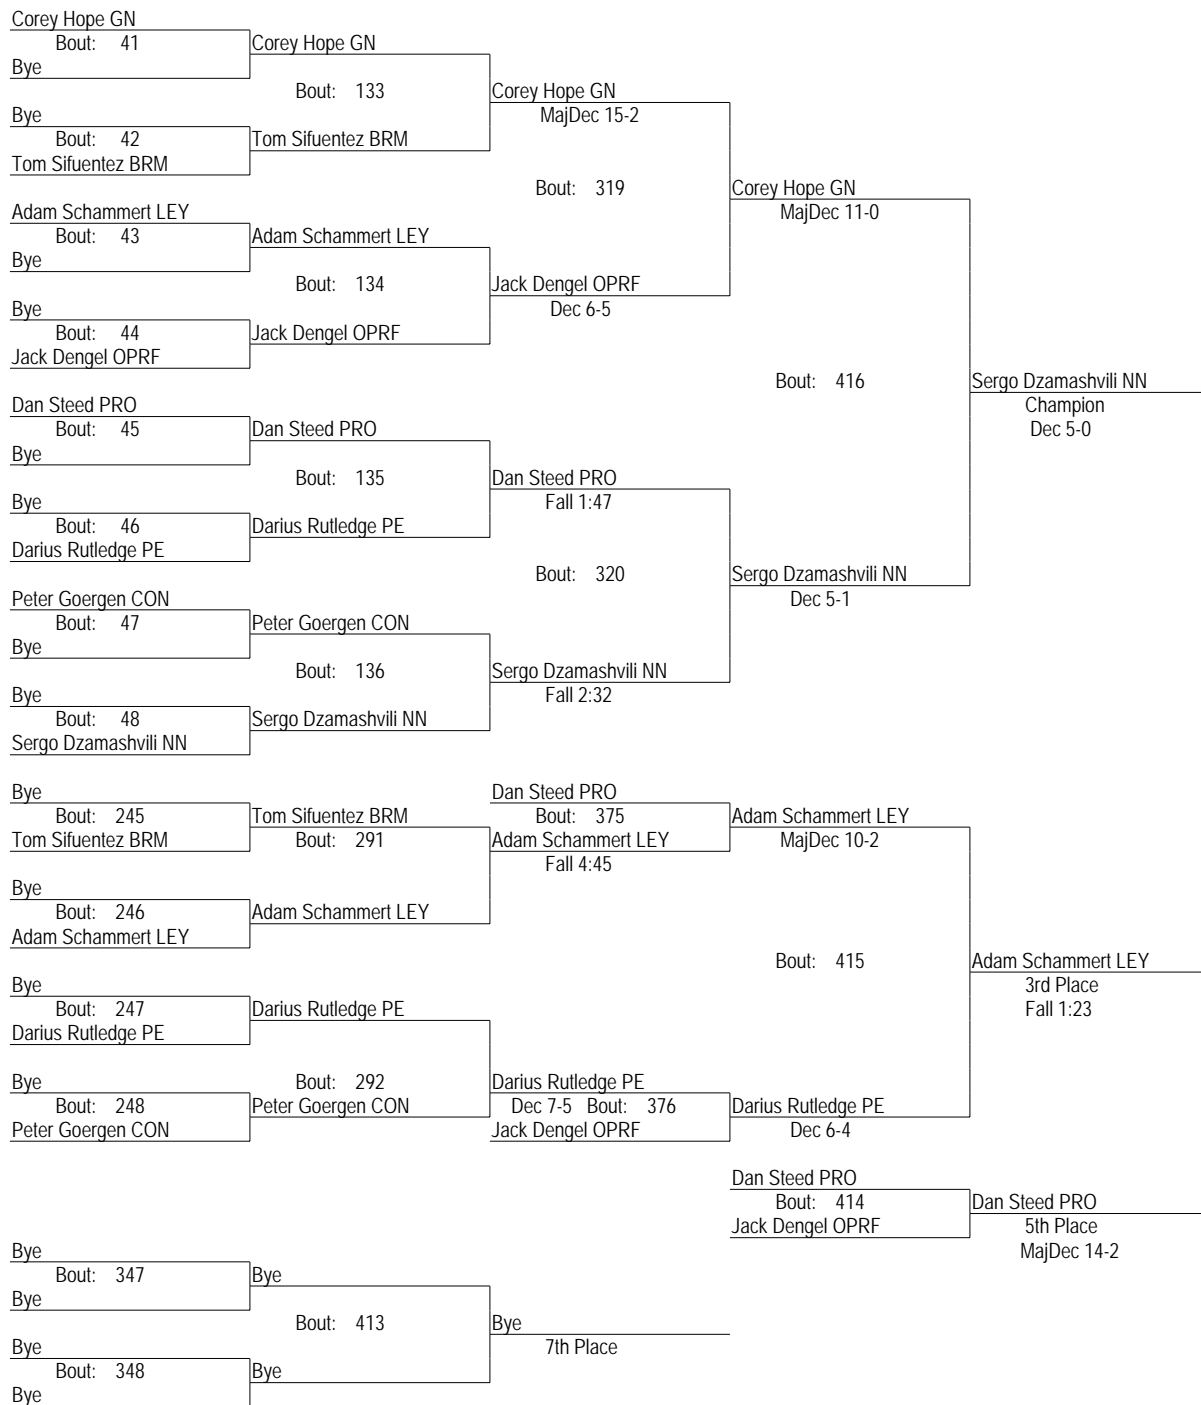 Corey Hope GN
Bout: 41
Corey Hope GN
Bye
Bout: 133
Corey Hope GN
MajDec 15-2
Bye
Bout: 42
Tom Sifuentez BRM
Tom Sifuentez BRM
Bout: 319
Corey Hope GN
MajDec 11-0
Adam Schammert LEY
Bout: 43
Adam Schammert LEY
Bye
Bout: 134
Jack Dengel OPRF
Dec 6-5
Bye
Bout: 44
Jack Dengel OPRF
Jack Dengel OPRF
Bout: 416
Sergo Dzamashvili NN
Champion
Dec 5-0
Dan Steed PRO
Bout: 45
Dan Steed PRO
Bye
Bout: 135
Dan Steed PRO
Fall 1:47
Bye
Bout: 46
Darius Rutledge PE
Darius Rutledge PE
Bout: 320
Sergo Dzamashvili NN
Dec 5-1
Peter Goergen CON
Bout: 47
Peter Goergen CON
Bye
Bout: 136
Sergo Dzamashvili NN
Fall 2:32
Bye
Bout: 48
Sergo Dzamashvili NN
Sergo Dzamashvili NN
Bye
Dan Steed PRO
Bout: 245
Tom Sifuentez BRM
Bout: 375
Adam Schammert LEY
Tom Sifuentez BRM
Bout: 291
Adam Schammert LEY
MajDec 10-2
Fall 4:45
Bye
Bout: 246
Adam Schammert LEY
Adam Schammert LEY
Bout: 415
Adam Schammert LEY
3rd Place
Fall 1:23
Bye
Bout: 247
Darius Rutledge PE
Darius Rutledge PE
Bye
Bout: 292
Darius Rutledge PE
Bout: 248
Peter Goergen CON
Dec 7-5 Bout: 376
Darius Rutledge PE
Peter Goergen CON
Jack Dengel OPRF
Dec 6-4
Dan Steed PRO
Bout: 414
Dan Steed PRO
Jack Dengel OPRF
5th Place
MajDec 14-2
Bye
Bout: 347
Bye
Bye
Bout: 413
Bye
7th Place
Bye
Bout: 348
Bye
Bye